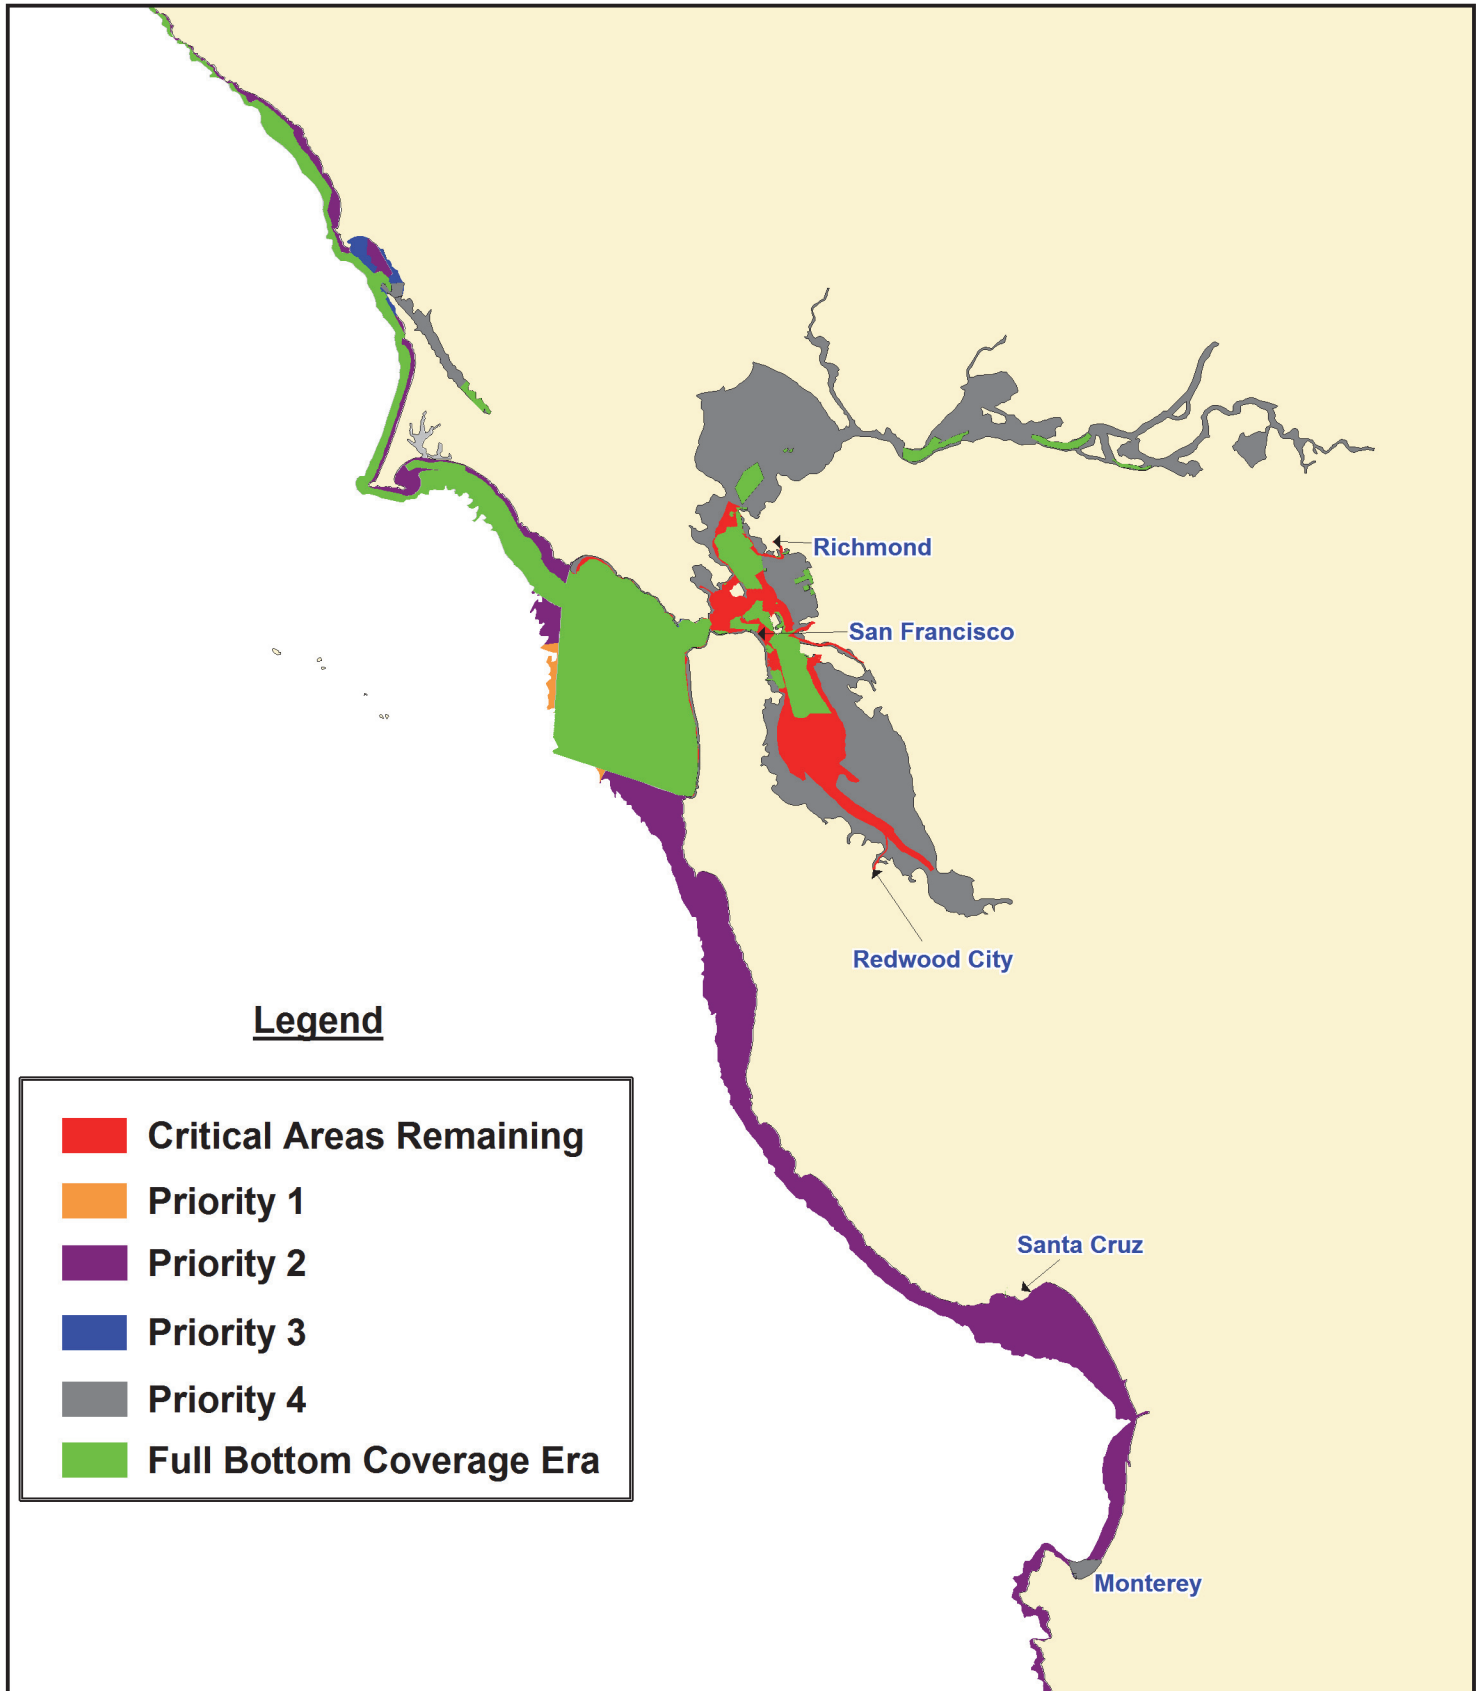 Richmond
San Francisco
Redwood City
Legend
Critical Areas Remaining
Priority 1
Priority 2
Priority 3
Priority 4
Full Bottom Coverage Era
Santa Cruz
Monterey